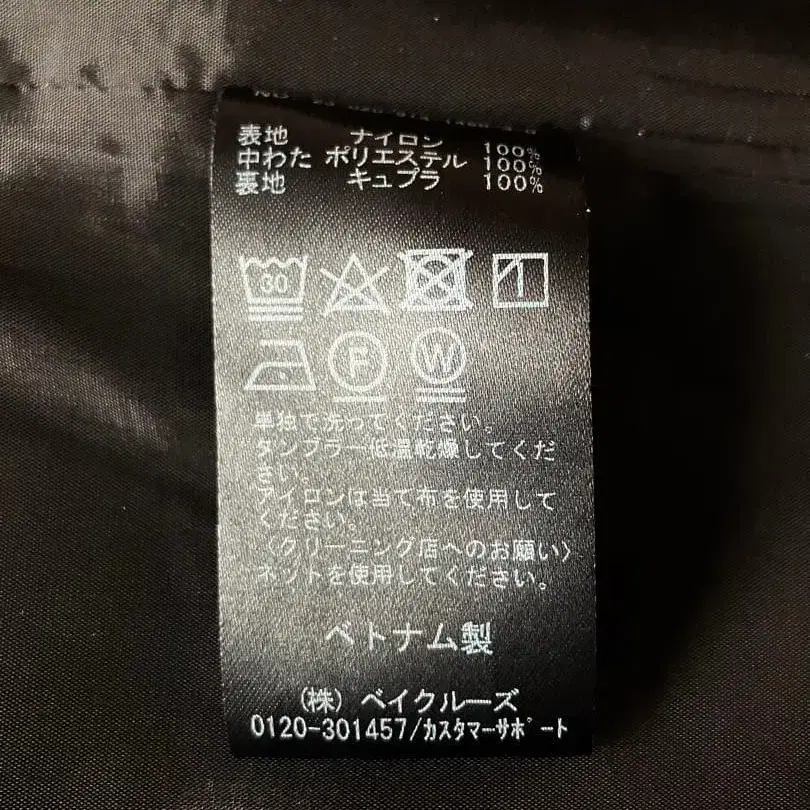 表地 ナイロン 100%
中わた ポリエステル 100%
裏地 キュプラ 100%
30
F
W
単独で洗ってください。
タンブラー低温乾燥してくだ
さい。
アイロンは当て布を使用して
ください。
〈クリーニング店へのお願い〉
ネットを使用してください。
ベトナム製
(株) ベイクルーズ
0120-301457/カスタマーサポート